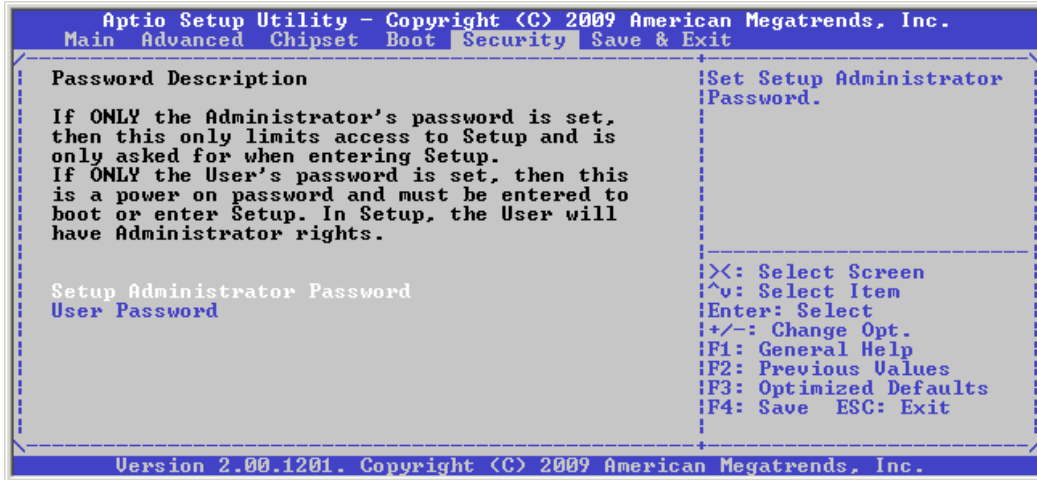 Aptio Setup Utility - Copyright (C) 2009 American Megatrends, Inc.
Main Advanced Chipset Boot Security Save & Exit
Password Description
If ONLY the Administrator's password is set,
then this only limits access to Setup and is
only asked for when entering Setup.
If ONLY the User's password is set, then this
is a power on password and must be entered to
boot or enter Setup. In Setup, the User will
have Administrator rights.
Setup Administrator Password
User Password
Set Setup Administrator
Password.
><: Select Screen
^v: Select Item
Enter: Select
+/-: Change Opt.
F1: General Help
F2: Previous Values
F3: Optimized Defaults
F4: Save ESC: Exit
Version 2.00.1201. Copyright (C) 2009 American Megatrends, Inc.